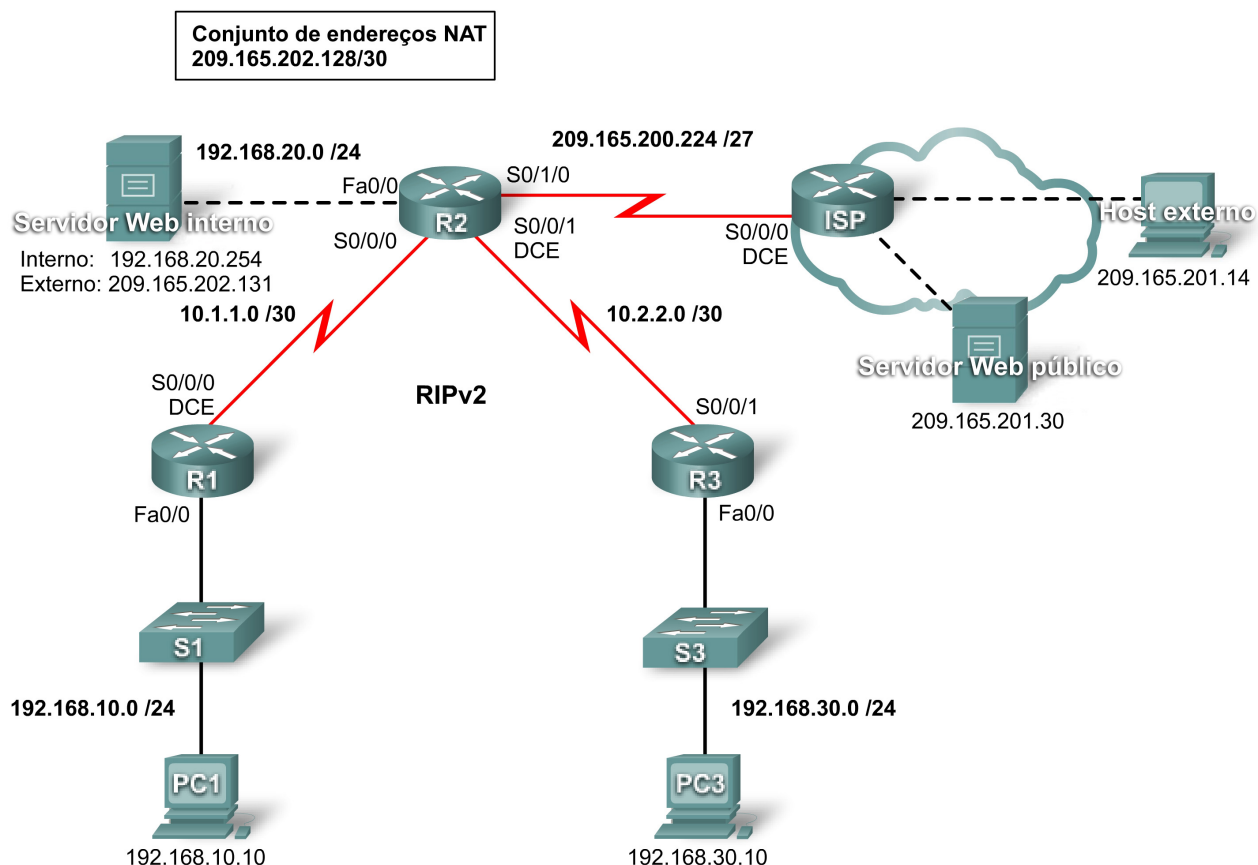 Conjunto de endereços NAT
209.165.202.128/30
192.168.20.0 /24
209.165.200.224 /27
Fa0/0
S0/1/0
Servidor Web interno
R2
ISP
Host externo
S0/0/0
S0/0/1
DCE
S0/0/0
DCE
Interno: 192.168.20.254
Externo: 209.165.202.131
209.165.201.14
10.1.1.0 /30
10.2.2.0 /30
Servidor Web público
209.165.201.30
S0/0/0
DCE
RIPv2
S0/0/1
R1
R3
Fa0/0
Fa0/0
S1
S3
192.168.10.0 /24
192.168.30.0 /24
PC1
PC3
192.168.10.10
192.168.30.10